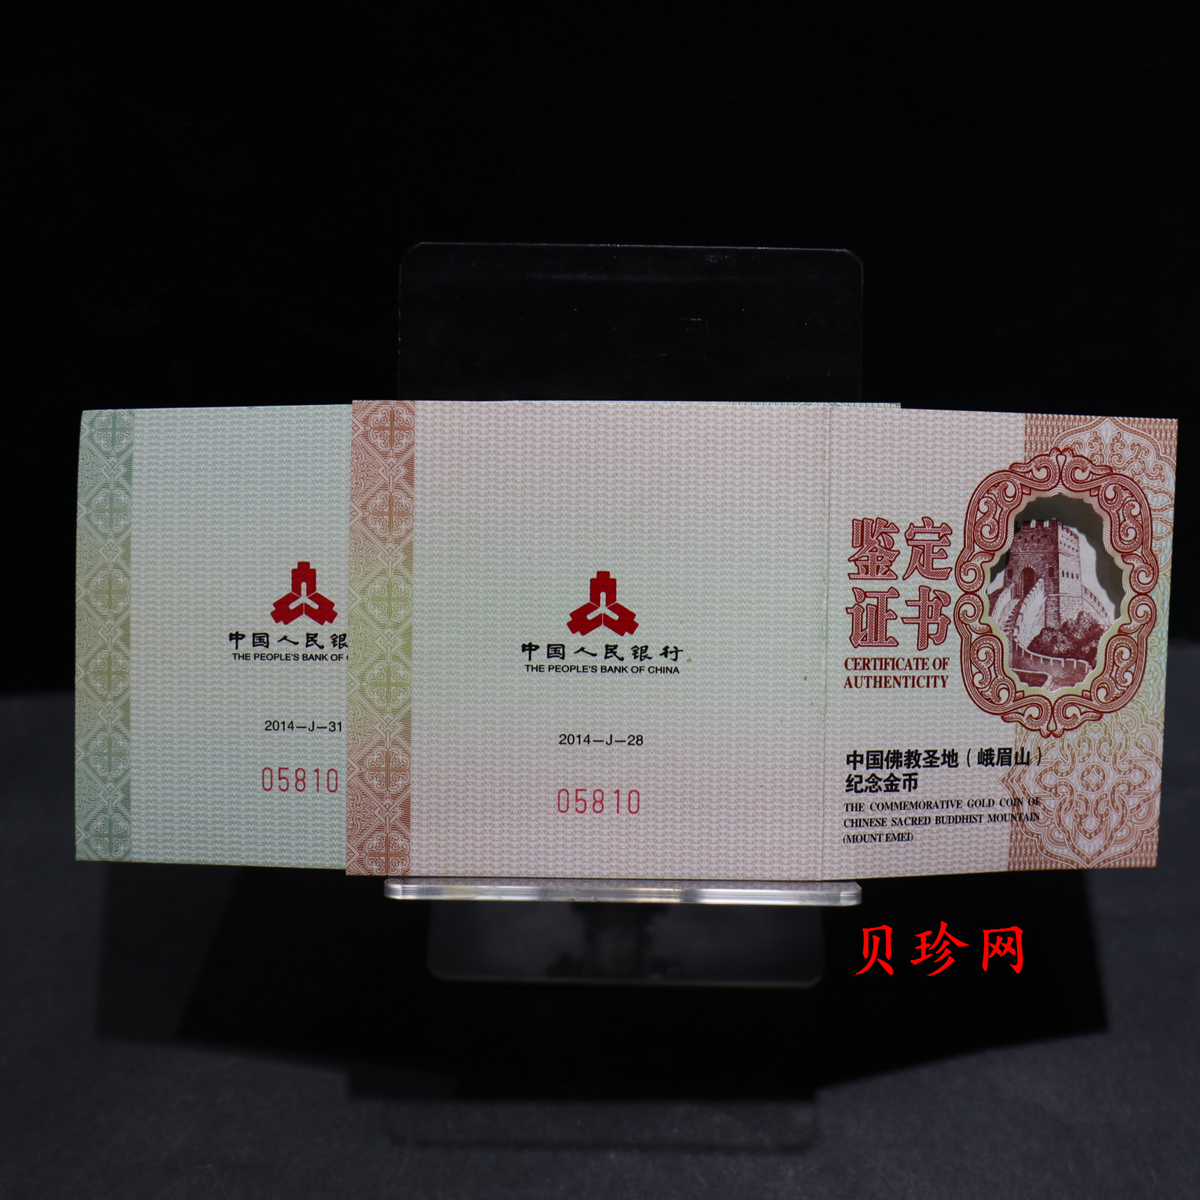 中国人民银
THE PEOPLE'S BANK OF
2014—J—31
05810
中国人民银行
THE PEOPLE'S BANK OF CHINA
2014—J—28
05810
鉴定
证书
CERTIFICATE OF
AUTHENTICITY
中国佛教圣地（峨眉山）
纪念金币
THE COMMEMORATIVE GOLD COIN OF
CHINESE SACRED BUDDHIST MOUNTAIN
(MOUNT EMEI)
贝珍网